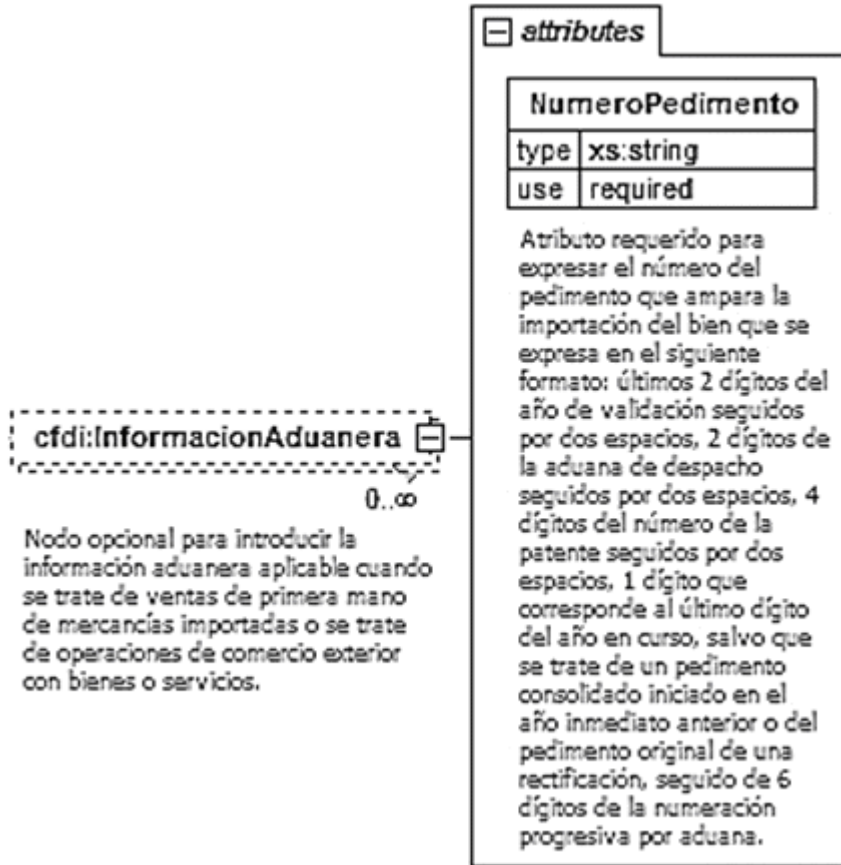 attributes
NumeroPedimento
type xs:string
use required
Atributo requerido para
expresar el número del
pedimento que ampara la
importación del bien que se
expresa en el siguiente
formato: últimos 2 dígitos del
año de validación seguidos
por dos espacios, 2 dígitos de
la aduana de despacho
seguidos por dos espacios, 4
dígitos del número de la
patente seguidos por dos
espacios, 1 dígito que
corresponde al último dígito
del año en curso, salvo que
se trate de un pedimento
consolidado iniciado en el
año inmediato anterior o del
pedimento original de una
rectificación, seguido de 6
dígitos de la numeración
progresiva por aduana.
cfdi:InformacionAduanera
0..∞
Nodo opcional para introducir la
información aduanera aplicable cuando
se trate de ventas de primera mano
de mercancías importadas o se trate
de operaciones de comercio exterior
con bienes o servicios.